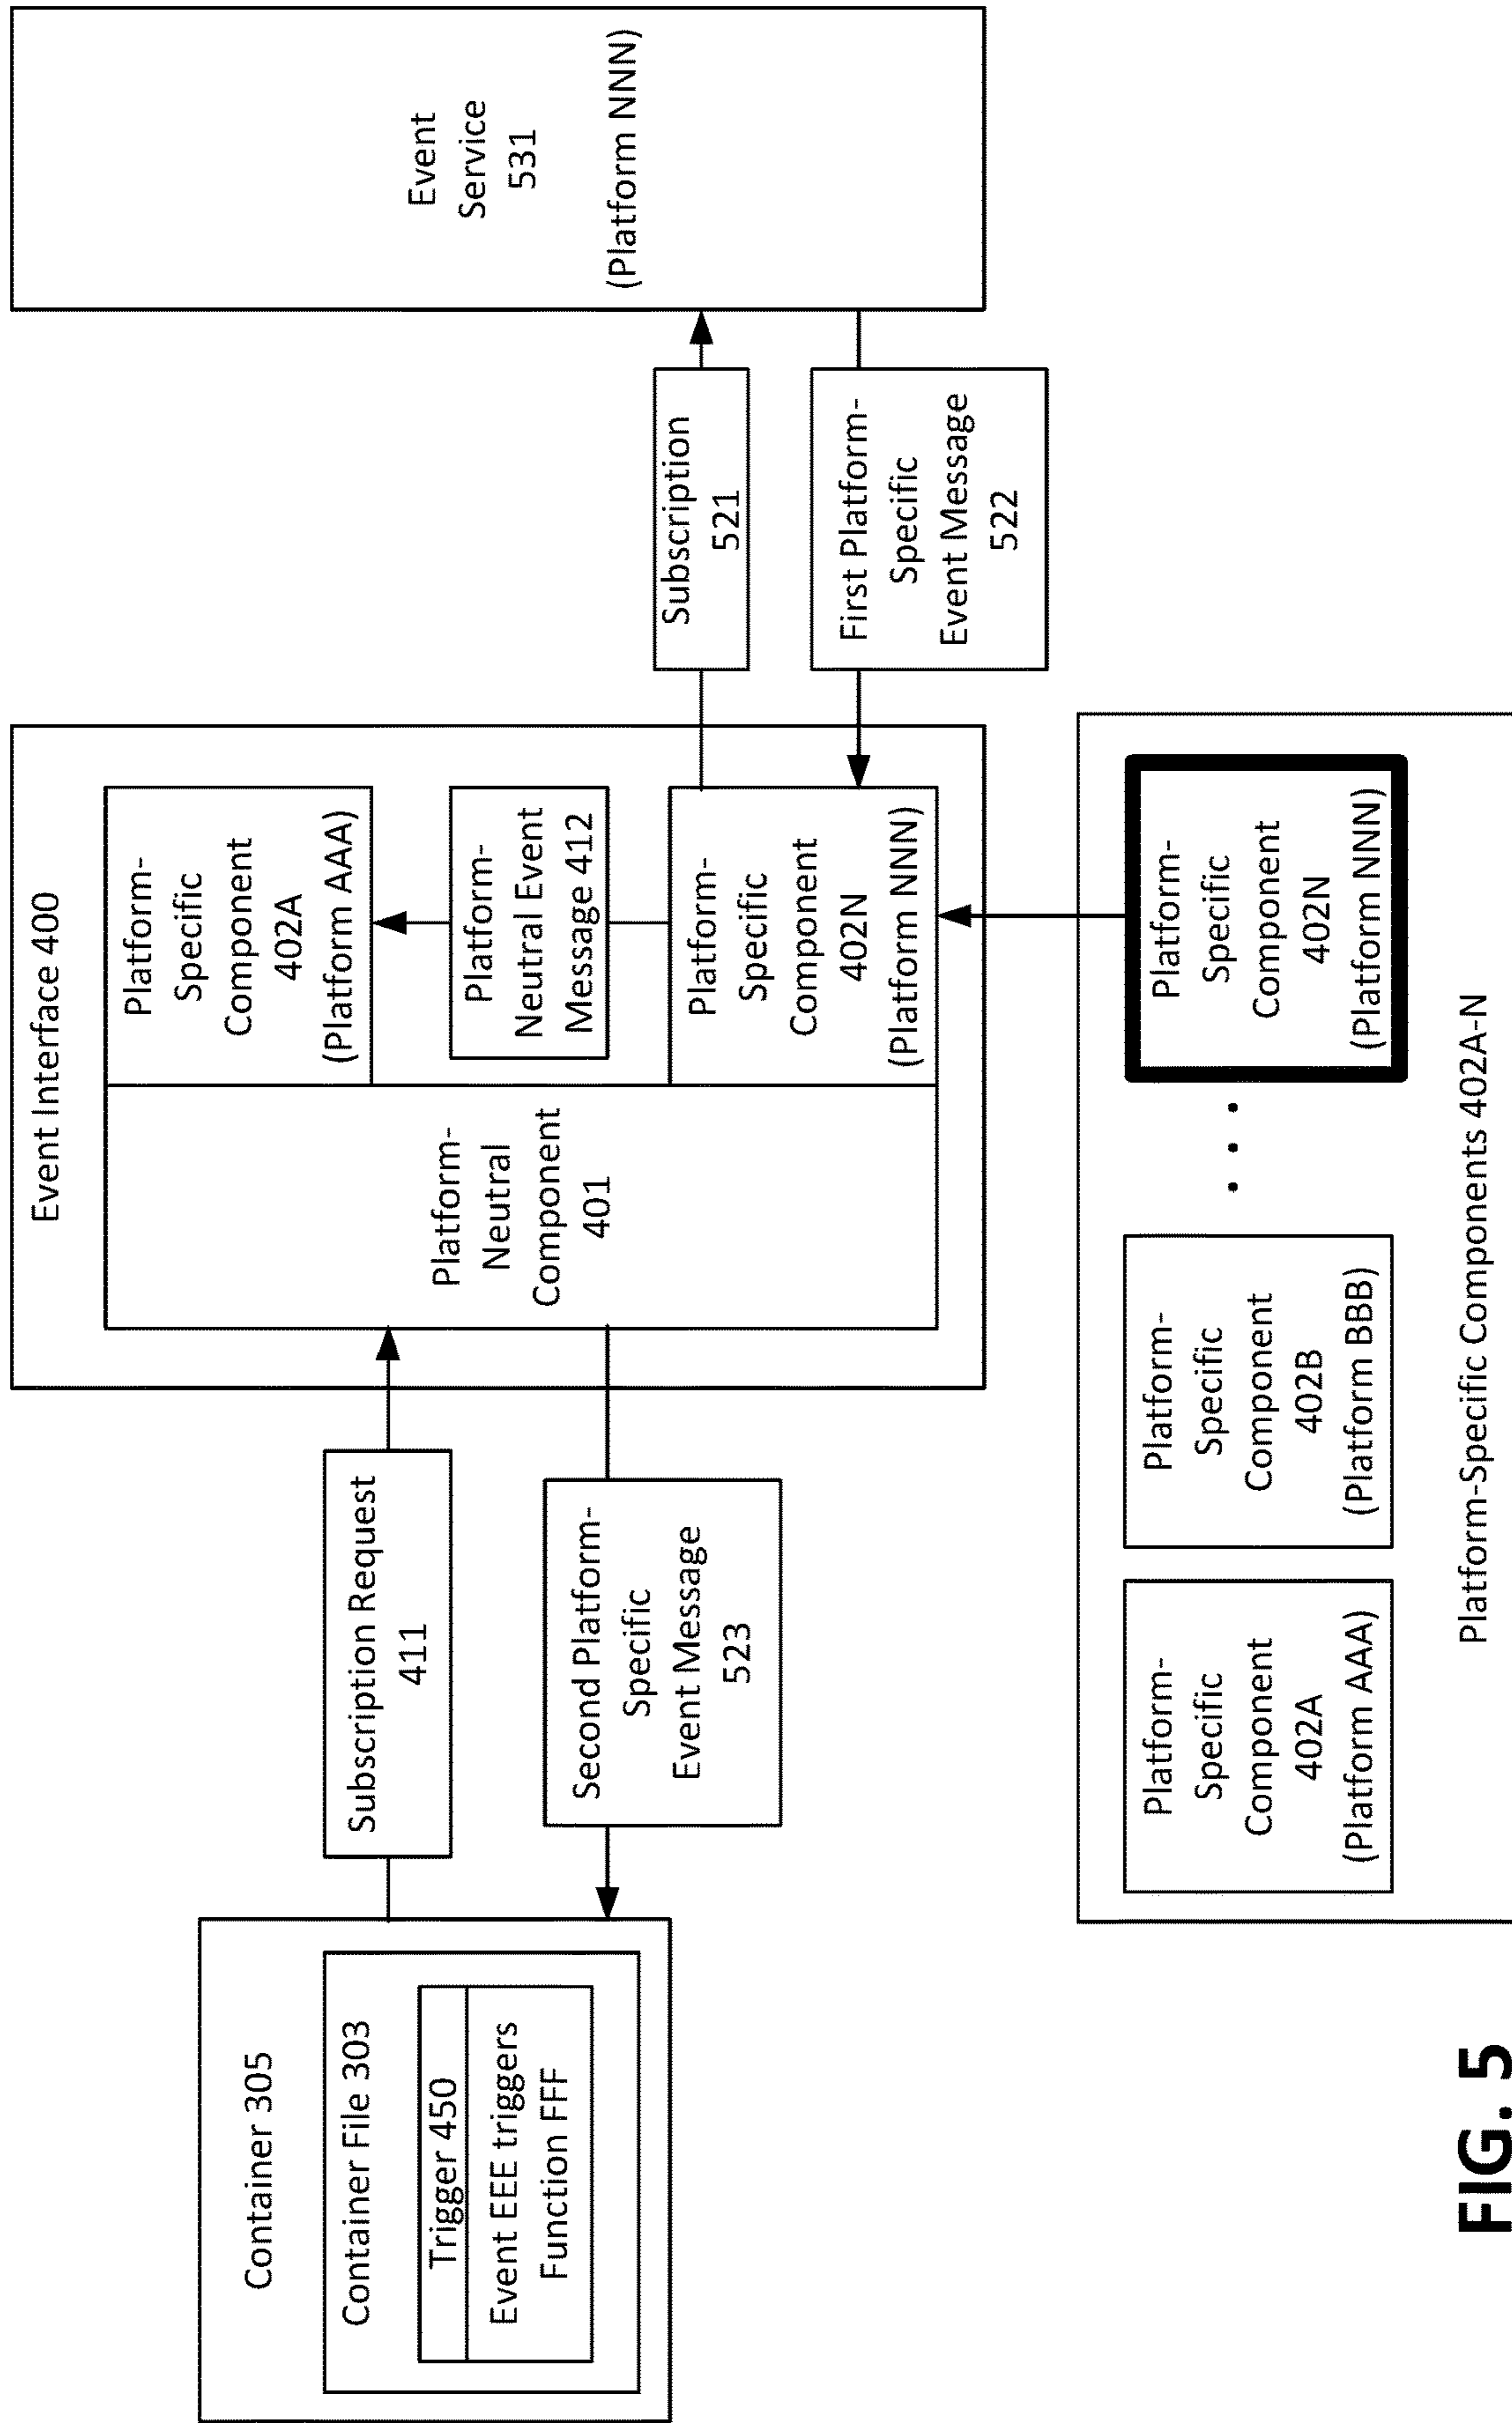 Container 305
Container File 303
Trigger 450
Event EEE triggers
Function FFF
Subscription Request
411
Second Platform-
Specific
Event Message
523
Event Interface 400
Platform-
Neutral
Component
401
Platform-
Specific
Component
402A
(Platform AAA)
Platform-
Neutral Event
Message 412
Platform-
Specific
Component
402N
(Platform NNN)
Subscription
521
First Platform-
Specific
Event Message
522
Event
Service
531
(Platform NNN)
Platform-
Specific
Component
402A
(Platform AAA)
Platform-
Specific
Component
402B
(Platform BBB)
. . .
Platform-
Specific
Component
402N
(Platform NNN)
Platform-Specific Components 402A-N
FIG. 5